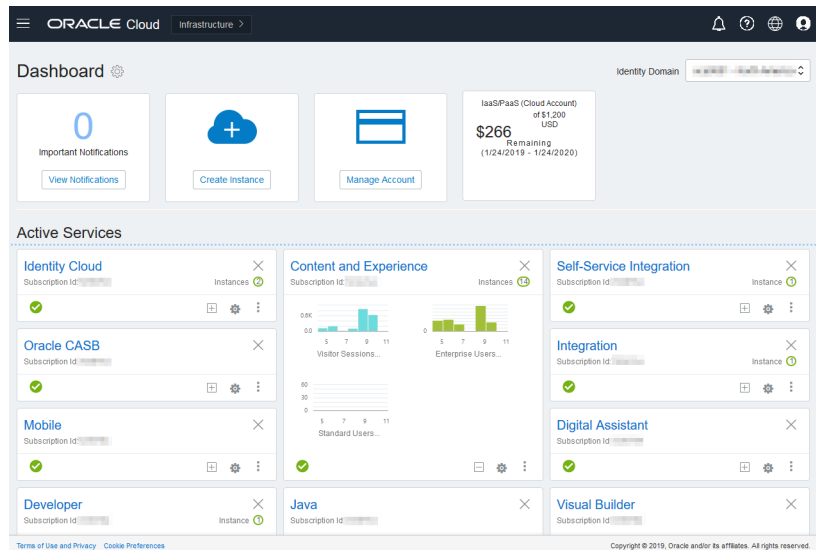 ORACLE Cloud Infrastructure >
Dashboard
Identity Domain
0
Important Notifications
View Notifications
Create Instance
Manage Account
IaaS/PaaS (Cloud Account)
of $1,200
$266 USD
Remaining
(1/24/2019 - 1/24/2020)
Active Services
Identity Cloud
Subscription Id:
Instances 2
Content and Experience
Subscription Id:
Instances 14
0.6K
0.0
5 7 9 11
Visitor Sessions...
0
5 7 9 11
Enterprise Users...
60
30
0
5 7 9 11
Standard Users...
Self-Service Integration
Subscription Id:
Instance 1
Oracle CASB
Subscription Id:
Integration
Subscription Id:
Instance 1
Mobile
Subscription Id:
Digital Assistant
Subscription Id:
Developer
Subscription Id:
Instance 1
Java
Subscription Id:
Visual Builder
Subscription Id:
Terms of Use and Privacy Cookie Preferences
Copyright © 2019, Oracle and/or its affiliates. All rights reserved.